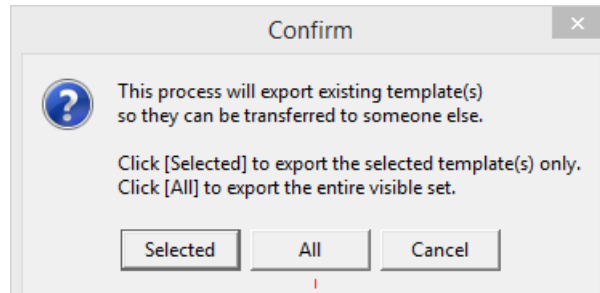 Confirm
This process will export existing template(s)
so they can be transferred to someone else.
Click [Selected] to export the selected template(s) only.
Click [All] to export the entire visible set.
Selected
All
Cancel